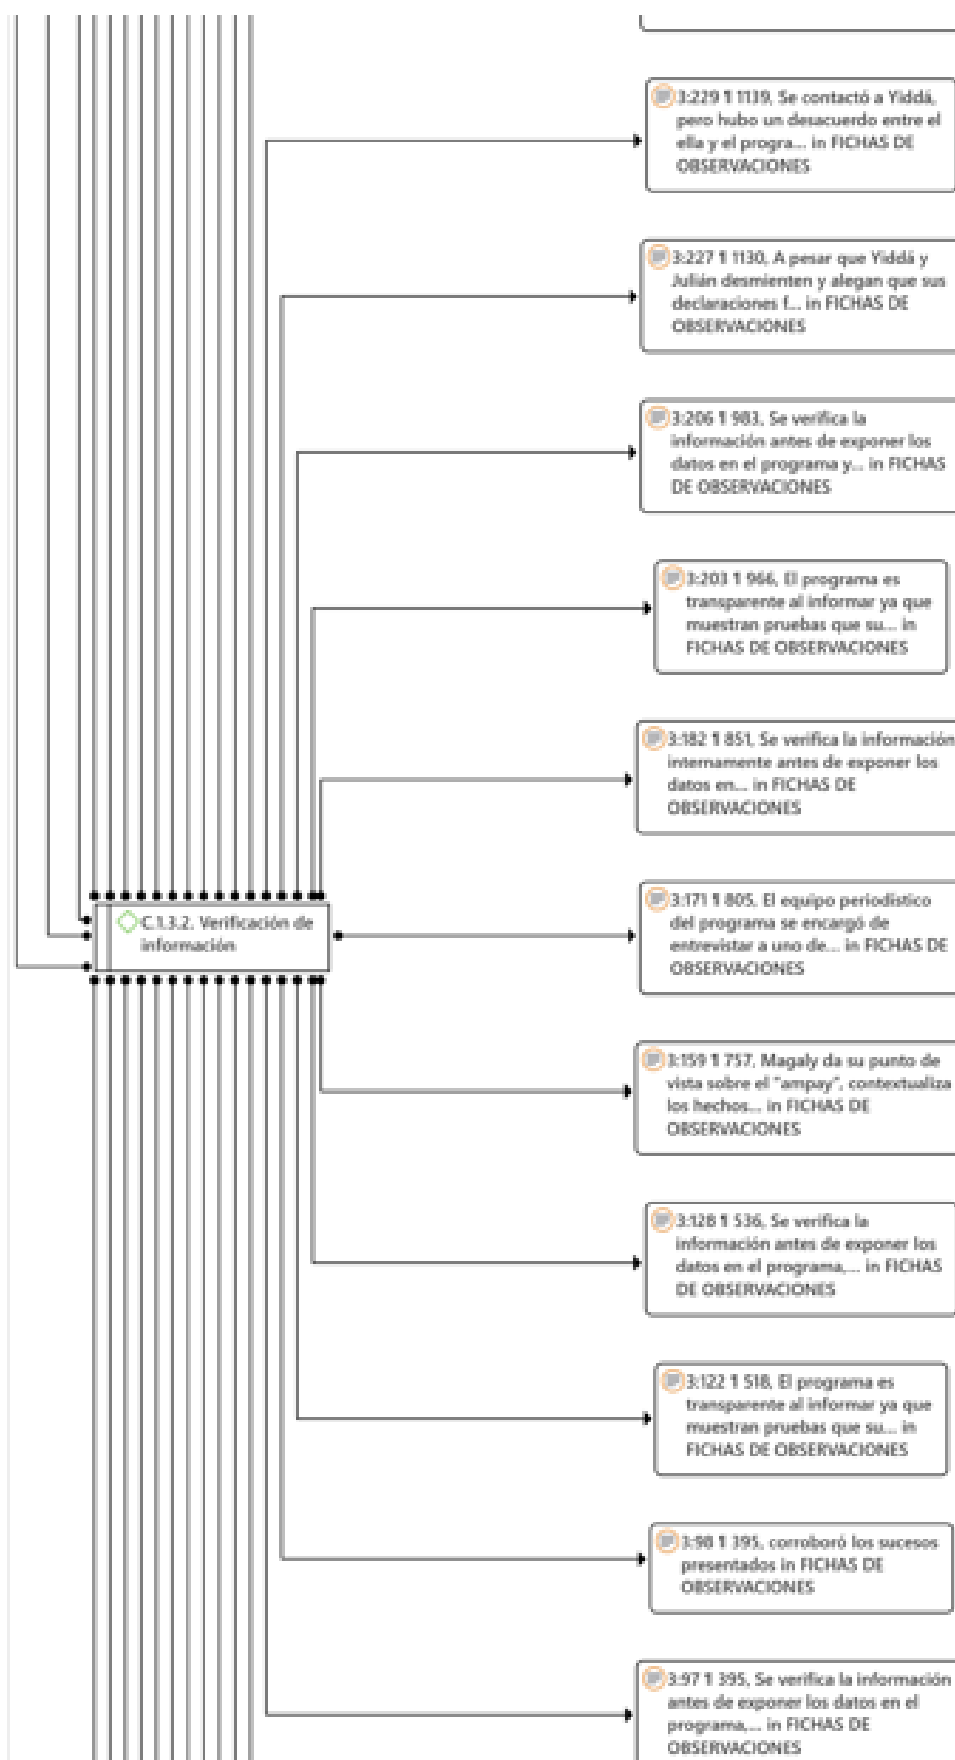 3:229 ¶ 1139, Se contactó a Yiddá,
pero hubo un desacuerdo entre el
ella y el progra... in FICHAS DE
OBSERVACIONES
3:227 ¶ 1130, A pesar que Yiddá y
Julián desmienten y alegan que sus
declaraciones f... in FICHAS DE
OBSERVACIONES
3:206 ¶ 983, Se verifica la
información antes de exponer los
datos en el programa y... in FICHAS
DE OBSERVACIONES
3:203 ¶ 966, El programa es
transparente al informar ya que
muestran pruebas que su... in
FICHAS DE OBSERVACIONES
3:182 ¶ 851, Se verifica la información
internamente antes de exponer los
datos en... in FICHAS DE
OBSERVACIONES
C.1.3.2. Verificación de
información
3:171 ¶ 805, El equipo periodístico
del programa se encargó de
entrevistar a uno de... in FICHAS DE
OBSERVACIONES
3:159 ¶ 757, Magaly da su punto de
vista sobre el "ampay", contextualiza
los hechos... in FICHAS DE
OBSERVACIONES
3:128 ¶ 536, Se verifica la
información antes de exponer los
datos en el programa,... in FICHAS
DE OBSERVACIONES
3:122 ¶ 518, El programa es
transparente al informar ya que
muestran pruebas que su... in
FICHAS DE OBSERVACIONES
3:98 ¶ 395, corroboró los sucesos
presentados in FICHAS DE
OBSERVACIONES
3:97 ¶ 395, Se verifica la información
antes de exponer los datos en el
programa,... in FICHAS DE
OBSERVACIONES